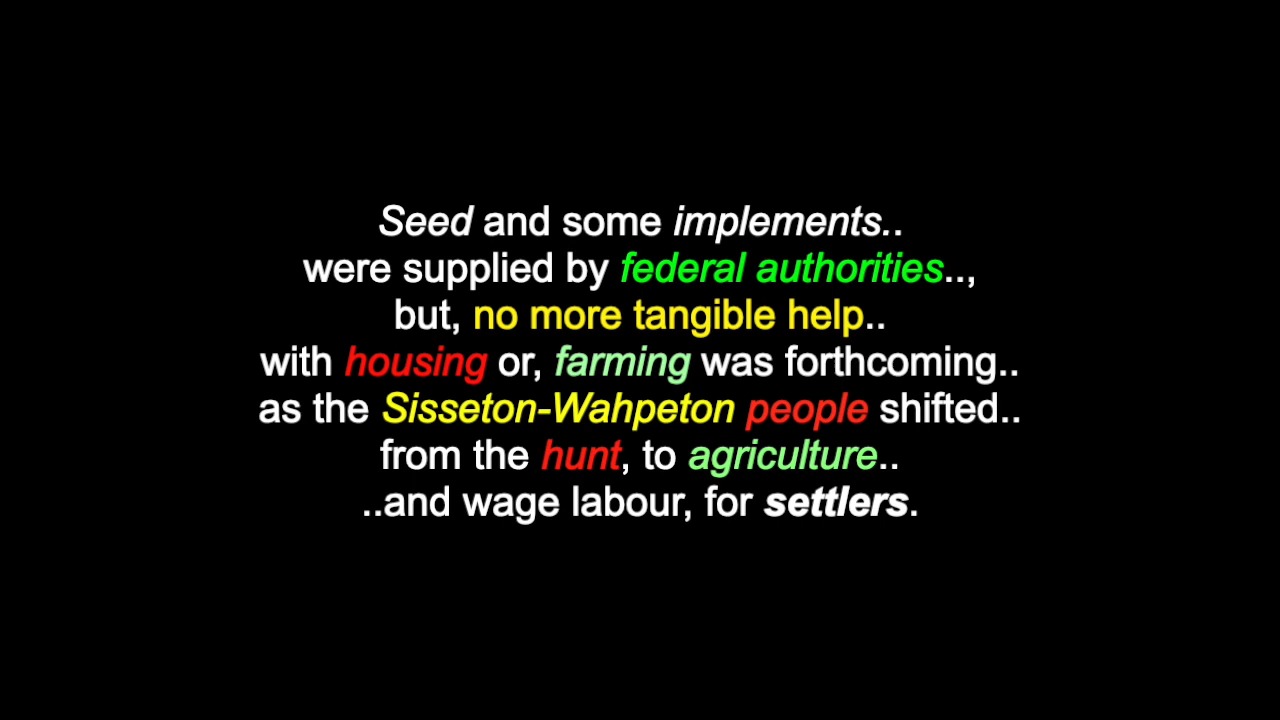 Seed and some implements..
were supplied by federal authorities..,
but, no more tangible help..
with housing or, farming was forthcoming..
as the Sisseton-Wahpeton people shifted..
from the hunt, to agriculture..
..and wage labour, for settlers.